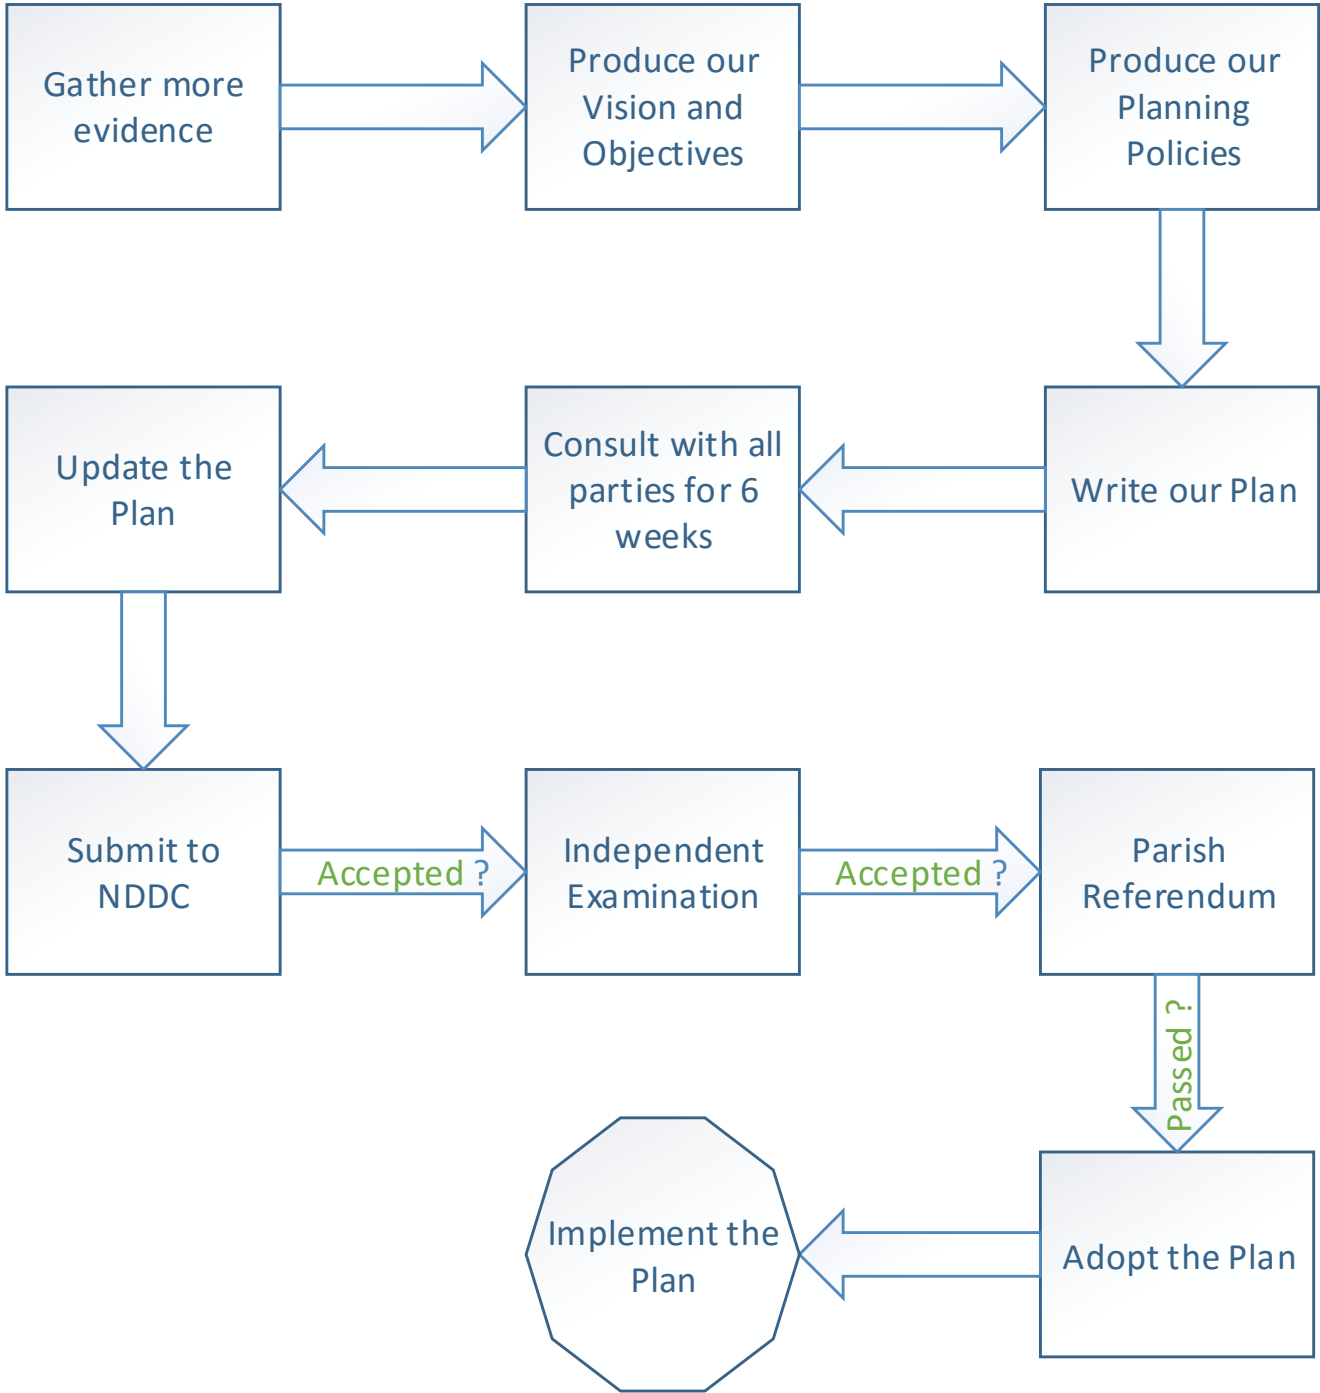 Gather more
evidence
Produce our
Vision and
Objectives
Produce our
Planning
Policies
Write our Plan
Consult with all
parties for 6
weeks
Update the
Plan
Submit to
NDDC
Accepted ?
Independent
Examination
Accepted ?
Parish
Referendum
Passed ?
Adopt the Plan
Implement the
Plan